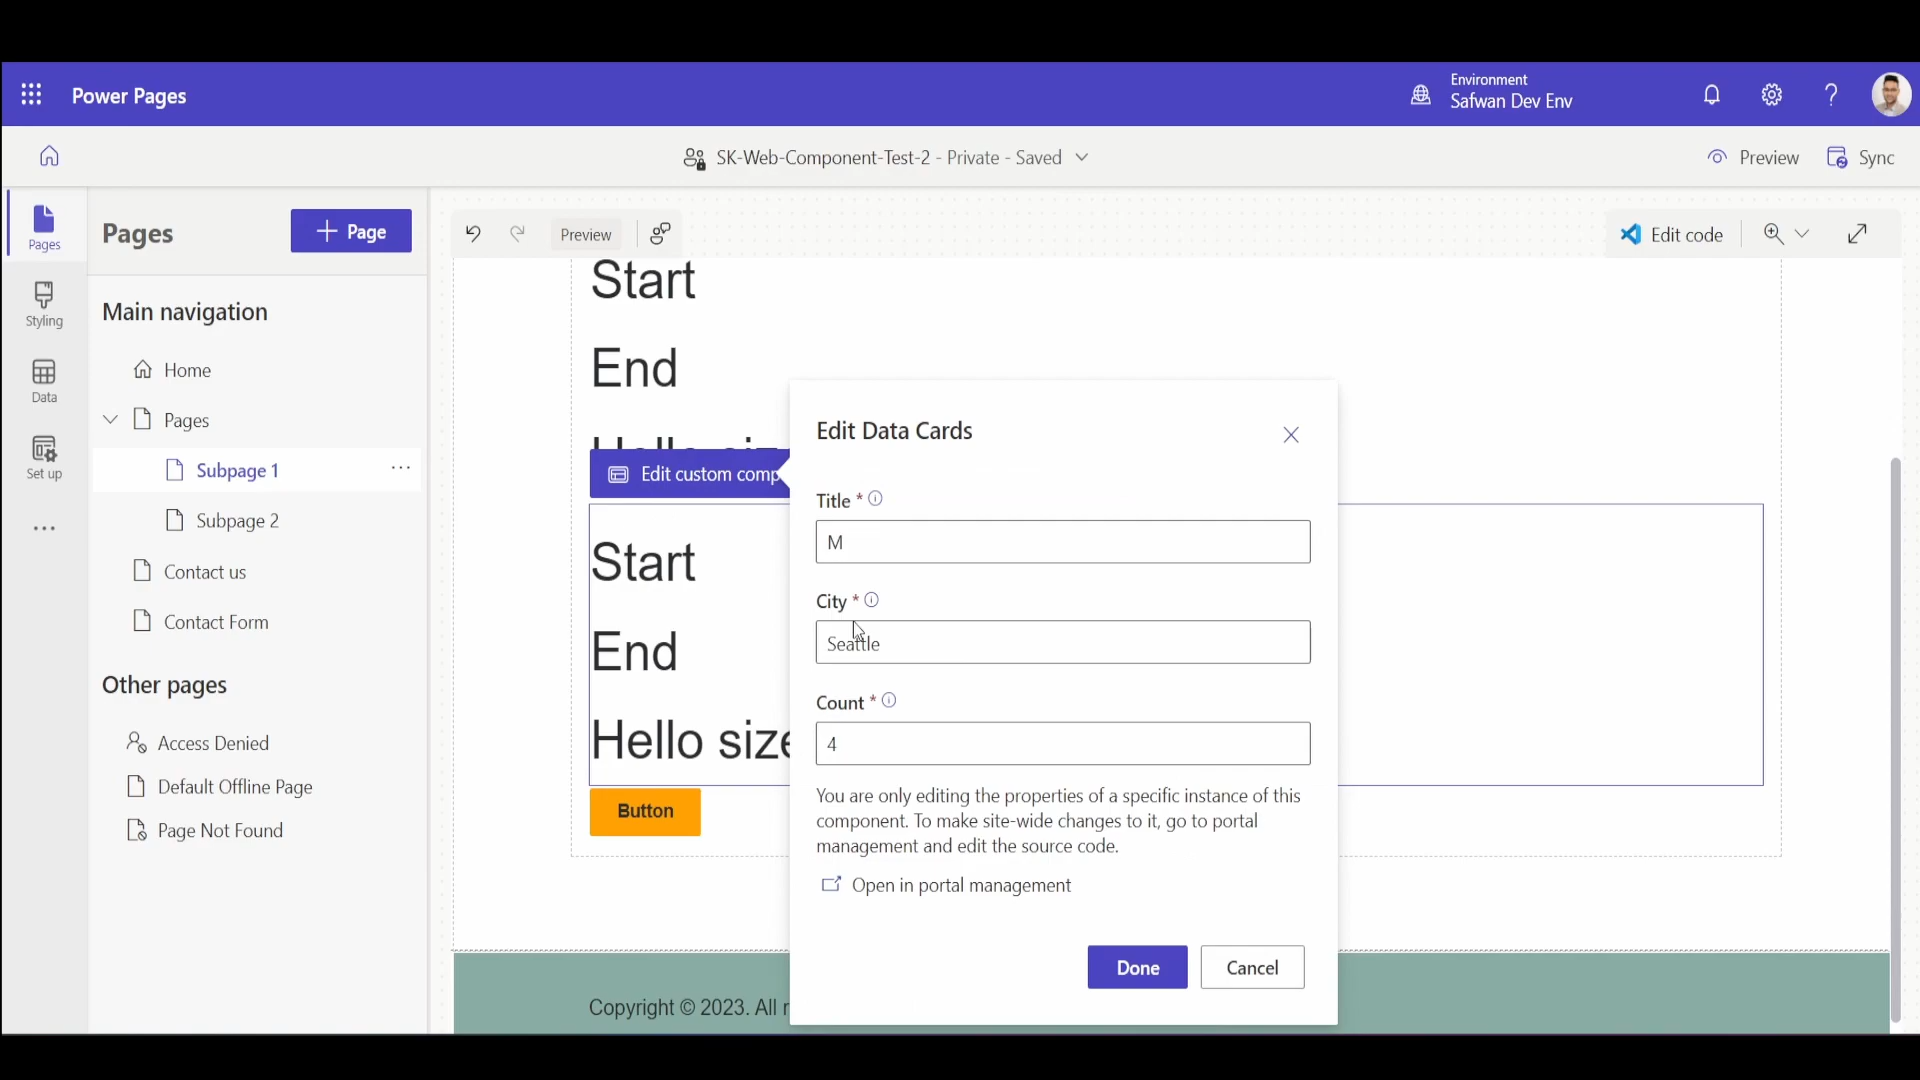 Power Pages
Environment
Safwan Dev Env
SK-Web-Component-Test-2 - Private - Saved
Preview
Sync
Pages
Styling
Data
Set up
Pages
Page
Main navigation
Home
Pages
Subpage 1
Subpage 2
Contact us
Contact Form
Other pages
Access Denied
Default Offline Page
Page Not Found
Preview
Edit code
Start
End
Edit custom
Start
End
Hello
Button
Copyright © 2023. All
Edit Data Cards
Title *
M
City *
Seattle
Count *
4
You are only editing the properties of a specific instance of this
component. To make site-wide changes to it, go to portal
management and edit the source code.
Open in portal management
Done
Cancel